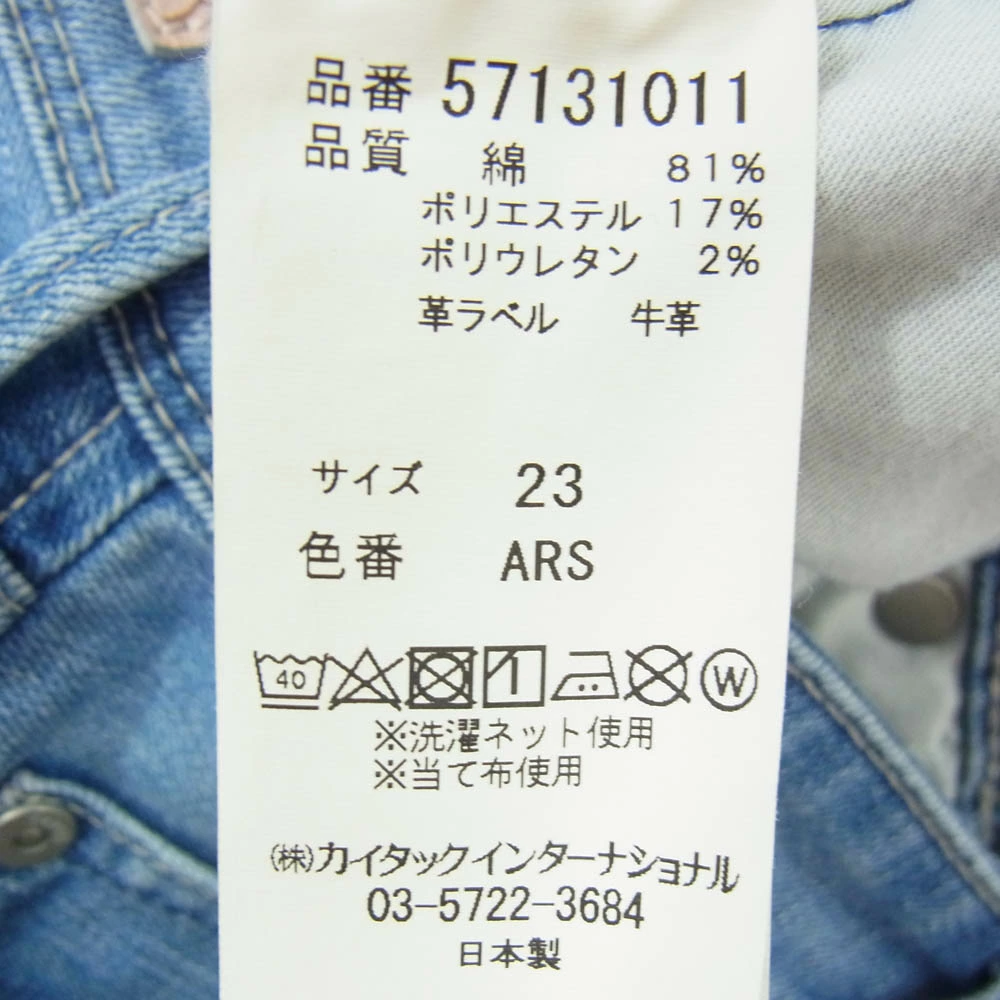 品番 57131011
品質 綿 81%
ポリエステル 17%
ポリウレタン 2%
革ラベル 牛革
サイズ 23
色番 ARS
40 W
※洗濯ネット使用
※当て布使用
(株)カイタックインターナショナル
03-5722-3684
日本製